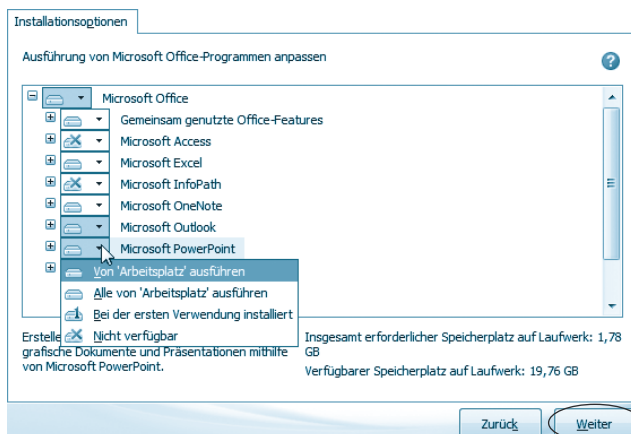 Installationsoptionen
Ausführung von Microsoft Office-Programmen anpassen
Microsoft Office
Gemeinsam genutzte Office-Features
Microsoft Access
Microsoft Excel
Microsoft InfoPath
Microsoft OneNote
Microsoft Outlook
Microsoft PowerPoint
Von 'Arbeitsplatz' ausführen
Alle von 'Arbeitsplatz' ausführen
Bei der ersten Verwendung installiert
Nicht verfügbar
Erstelle
grafische Dokumente und Präsentationen mithilfe
von Microsoft PowerPoint.
Insgesamt erforderlicher Speicherplatz auf Laufwerk: 1,78
GB
Verfügbarer Speicherplatz auf Laufwerk: 19,76 GB
Zurück
Weiter